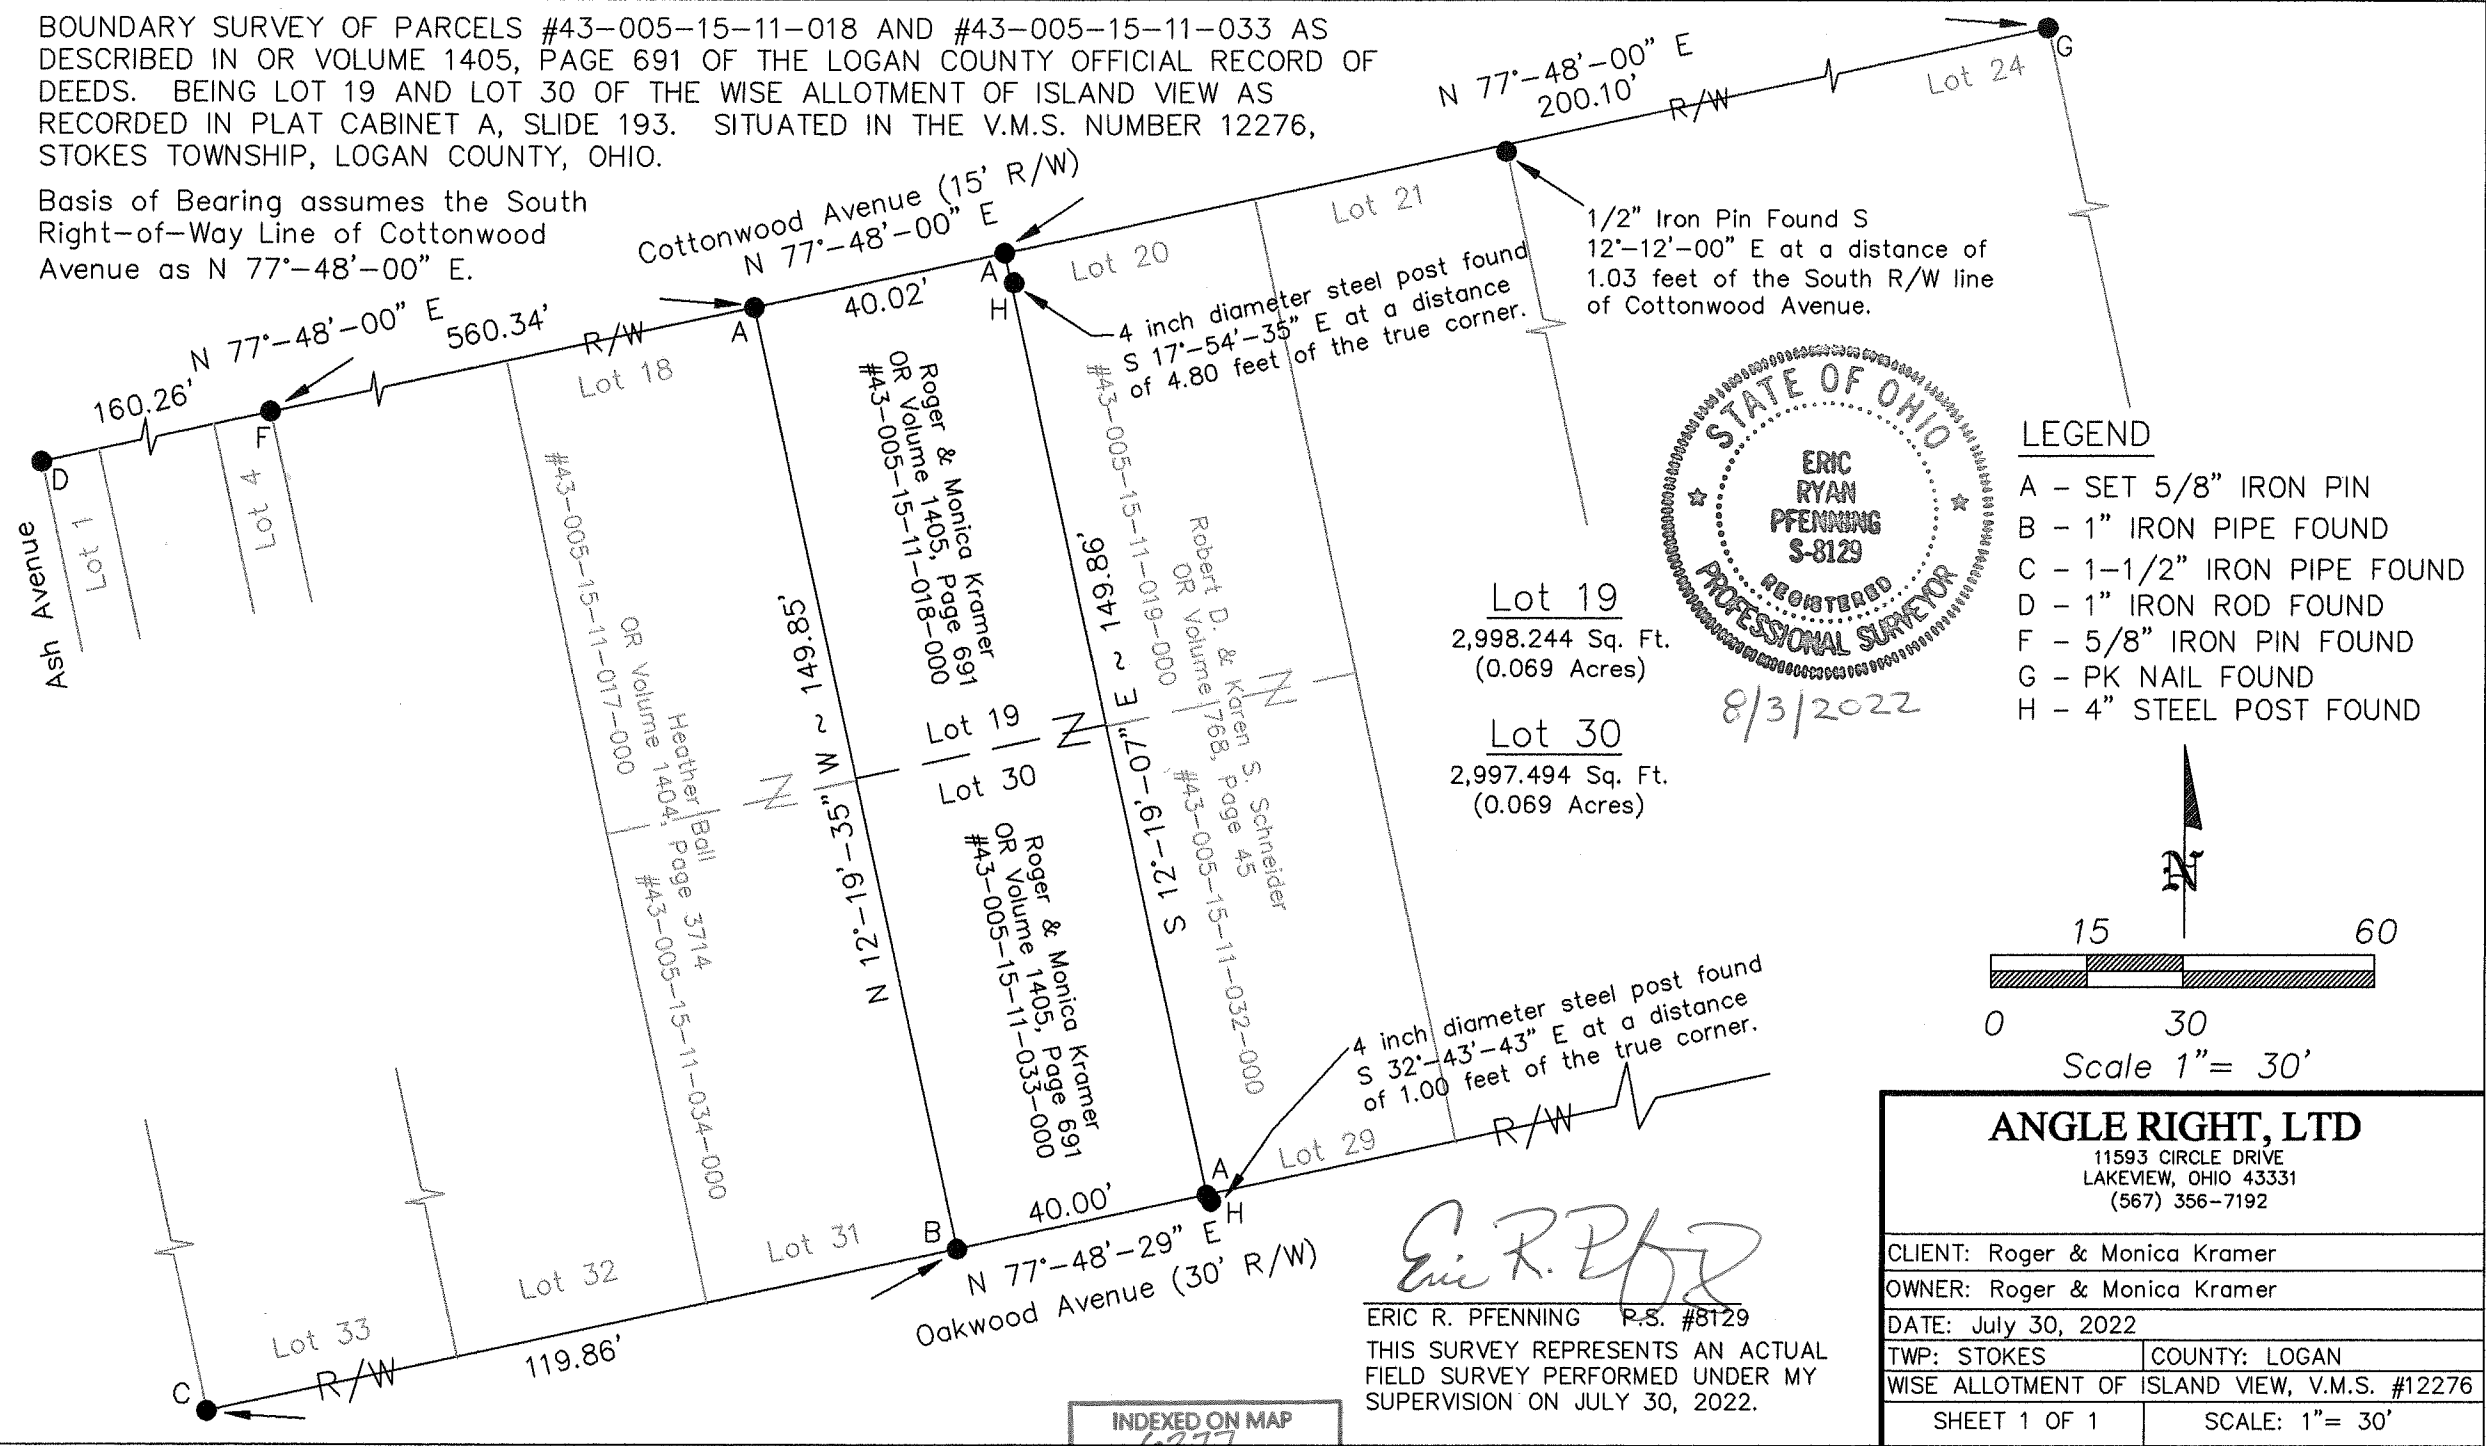 BOUNDARY SURVEY OF PARCELS #43-005-15-11-018 AND #43-005-15-11-033 AS
DESCRIBED IN OR VOLUME 1405, PAGE 691 OF THE LOGAN COUNTY OFFICIAL RECORD OF
DEEDS. BEING LOT 19 AND LOT 30 OF THE WISE ALLOTMENT OF ISLAND VIEW AS
RECORDED IN PLAT CABINET A, SLIDE 193. SITUATED IN THE V.M.S. NUMBER 12276,
STOKES TOWNSHIP, LOGAN COUNTY, OHIO.
Basis of Bearing assumes the South
Right-of-Way Line of Cottonwood
Avenue as N 77°-48'-00" E.
N 77°-48'-00" E
200.10'
R/W
Lot 24
G
Cottonwood Avenue (15' R/W)
N 77°-48'-00" E
40.02'
A
A
H
Lot 20
Lot 21
1/2" Iron Pin Found S
12°-12'-00" E at a distance of
1.03 feet of the South R/W line
of Cottonwood Avenue.
4 inch diameter steel post found
S 17°-54'-35" E at a distance
of 4.80 feet of the true corner.
N 77°-48'-00" E
560.34'
R/W
Lot 18
160.26'
F
D
Lot 1
Lot 4
Ash Avenue
#43-005-15-11-017-000
Heather Ball
OR Volume 1404, Page 3714
#43-005-15-11-034-000
N 12°-19'-35" W ~ 149.85'
Roger & Monica Kramer
OR Volume 1405, Page 691
#43-005-15-11-018-000
Lot 19
Lot 30
Roger & Monica Kramer
OR Volume 1405, Page 691
#43-005-15-11-033-000
S 12°-19'-07" E ~ 149.86'
#43-005-15-11-019-000
Robert D. & Karen S. Schneider
OR Volume 768, Page 45
#43-005-15-11-032-000
Lot 19
2,998.244 Sq. Ft.
(0.069 Acres)
Lot 30
2,997.494 Sq. Ft.
(0.069 Acres)
STATE OF OHIO
ERIC
RYAN
PFENNING
S-8129
REGISTERED
PROFESSIONAL SURVEYOR
8/3/2022
LEGEND
A - SET 5/8" IRON PIN
B - 1" IRON PIPE FOUND
C - 1-1/2" IRON PIPE FOUND
D - 1" IRON ROD FOUND
F - 5/8" IRON PIN FOUND
G - PK NAIL FOUND
H - 4" STEEL POST FOUND
N
15 60
0 30
Scale 1"= 30'
4 inch diameter steel post found
S 32°-43'-43" E at a distance
of 1.00 feet of the true corner.
R/W
Lot 29
A
H
40.00'
B
N 77°-48'-29" E
Oakwood Avenue (30' R/W)
Lot 31
Lot 32
Lot 33
119.86'
R/W
C
Eric R. Pfenning
ERIC R. PFENNING P.S. #8129
THIS SURVEY REPRESENTS AN ACTUAL
FIELD SURVEY PERFORMED UNDER MY
SUPERVISION ON JULY 30, 2022.
INDEXED ON MAP
ANGLE RIGHT, LTD
11593 CIRCLE DRIVE
LAKEVIEW, OHIO 43331
(567) 356-7192
CLIENT: Roger & Monica Kramer
OWNER: Roger & Monica Kramer
DATE: July 30, 2022
TWP: STOKES COUNTY: LOGAN
WISE ALLOTMENT OF ISLAND VIEW, V.M.S. #12276
SHEET 1 OF 1 SCALE: 1"= 30'